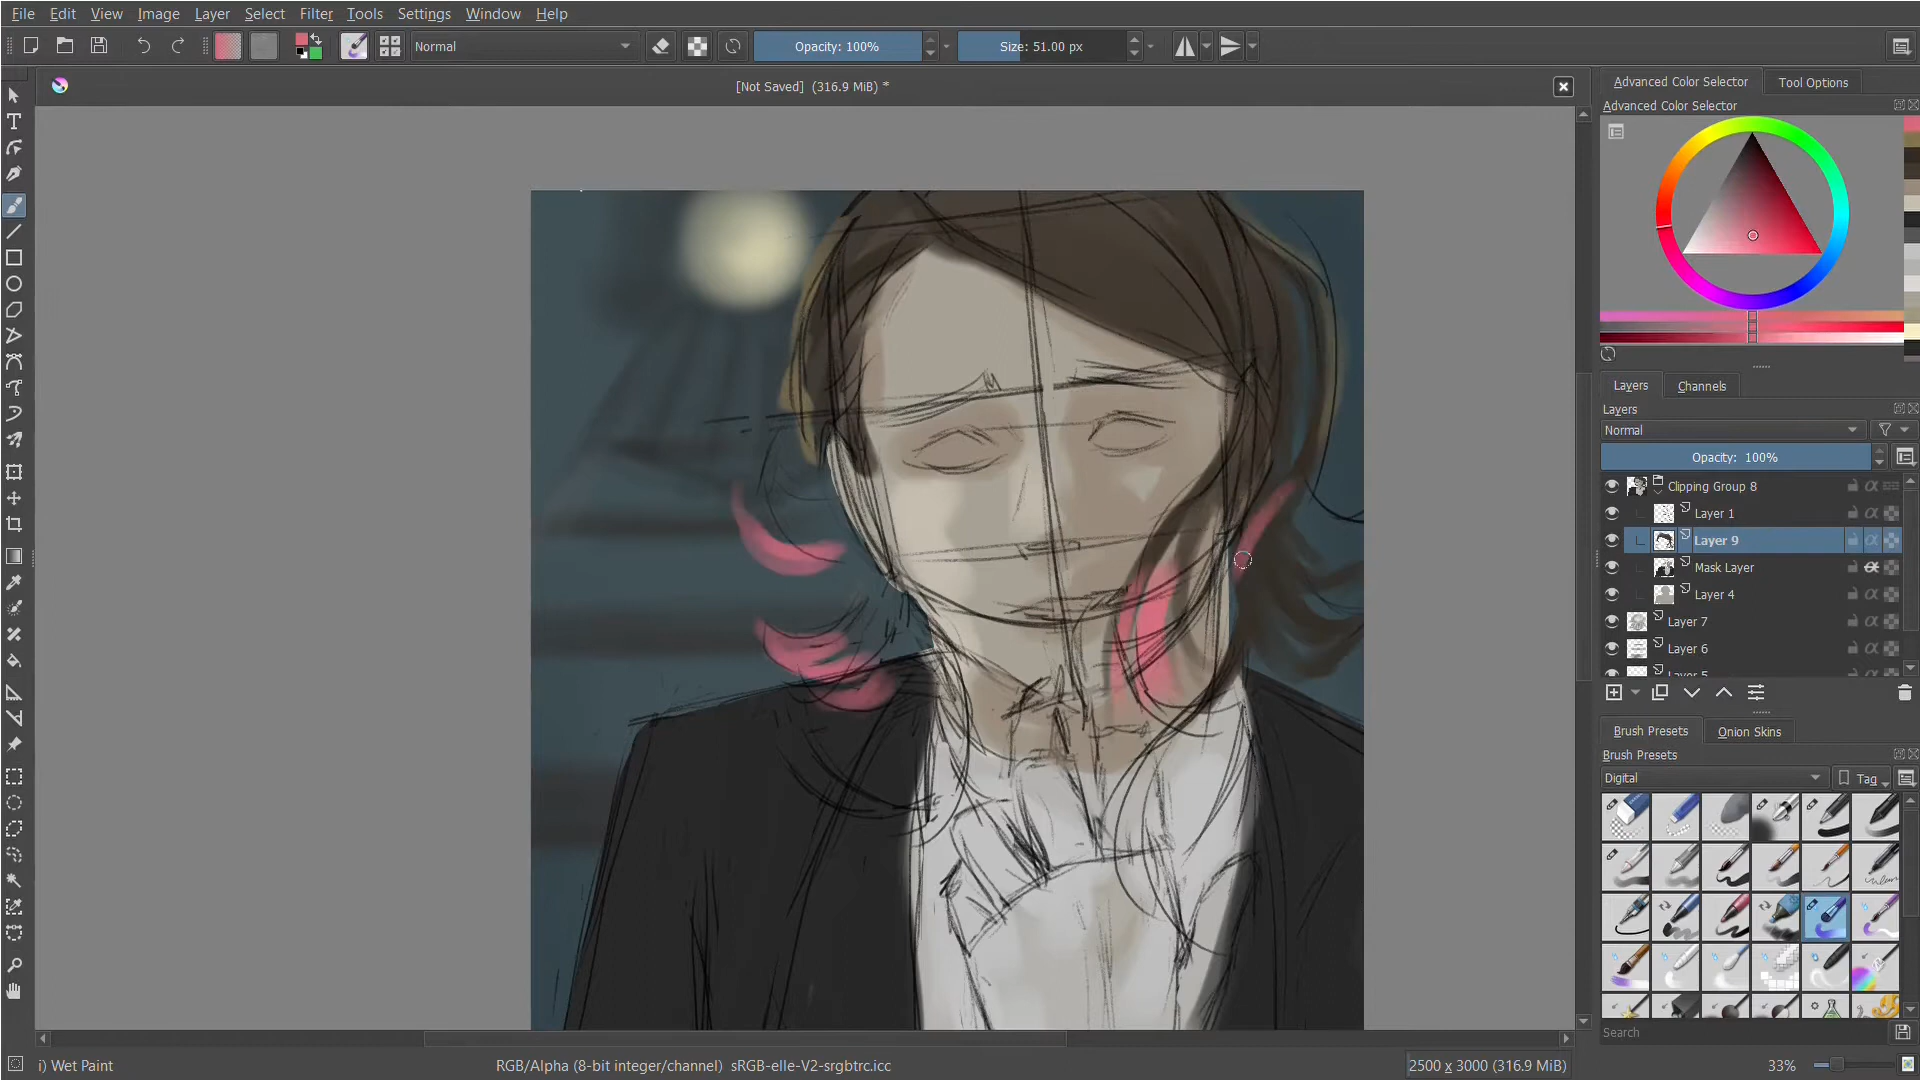 File Edit View Image Layer Select Filter Tools Settings Window Help
Normal Opacity: 100% Size: 51.00 px
[Not Saved] (316.9 MiB) *
Advanced Color Selector Tool Options
Advanced Color Selector
Layers Channels
Layers
Normal
Opacity: 100%
Clipping Group 8
Layer 1
Layer 9
Mask Layer
Layer 4
Layer 7
Layer 6
Layer 5
Brush Presets Onion Skins
Brush Presets
Digital Tag
Search
i) Wet Paint RGB/Alpha (8-bit integer/channel) sRGB-elle-V2-srgbtrc.icc 2500 x 3000 (316.9 MiB) 33%